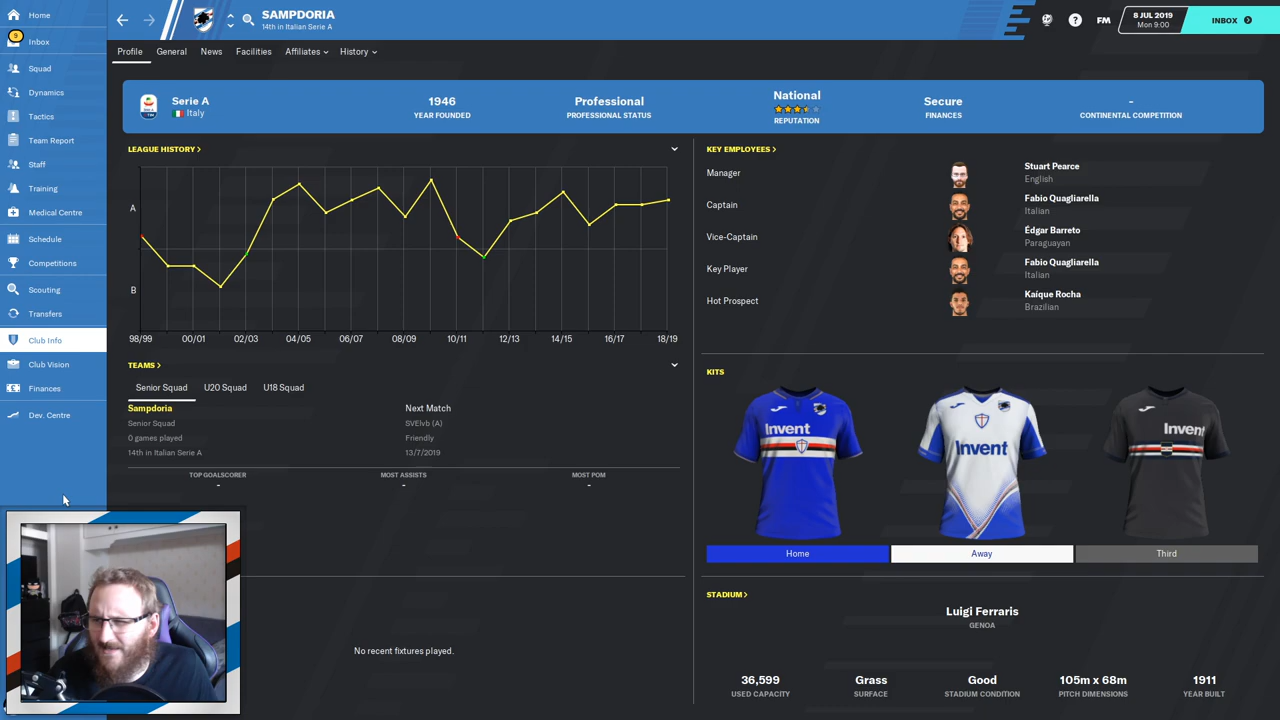 Home
9
Inbox
Squad
Dynamics
Tactics
Team Report
Staff
Training
Medical Centre
Schedule
Competitions
Scouting
Transfers
Club Info
Club Vision
Finances
Dev. Centre
SAMPDORIA
14th in Italian Serie A
?
FM
8 JUL 2019
Mon 9:00
INBOX
Profile
General
News
Facilities
Affiliates
History
Serie A
Italy
1946
YEAR FOUNDED
Professional
PROFESSIONAL STATUS
National
REPUTATION
Secure
FINANCES
-
CONTINENTAL COMPETITION
LEAGUE HISTORY >
A
B
98/99 00/01 02/03 04/05 06/07 08/09 10/11 12/13 14/15 16/17 18/19
TEAMS >
Senior Squad U20 Squad U18 Squad
Sampdoria
Senior Squad
0 games played
14th in Italian Serie A
Next Match
SVElvb (A)
Friendly
13/7/2019
TOP GOALSCORER MOST ASSISTS MOST POM
- - -
No recent fixtures played.
KEY EMPLOYEES >
Manager
Stuart Pearce
English
Captain
Fabio Quagliarella
Italian
Vice-Captain
Édgar Barreto
Paraguayan
Key Player
Fabio Quagliarella
Italian
Hot Prospect
Kaíque Rocha
Brazilian
KITS
Invent
Invent
Invent
Home
Away
Third
STADIUM >
Luigi Ferraris
GENOA
36,599
USED CAPACITY
Grass
SURFACE
Good
STADIUM CONDITION
105m x 68m
PITCH DIMENSIONS
1911
YEAR BUILT